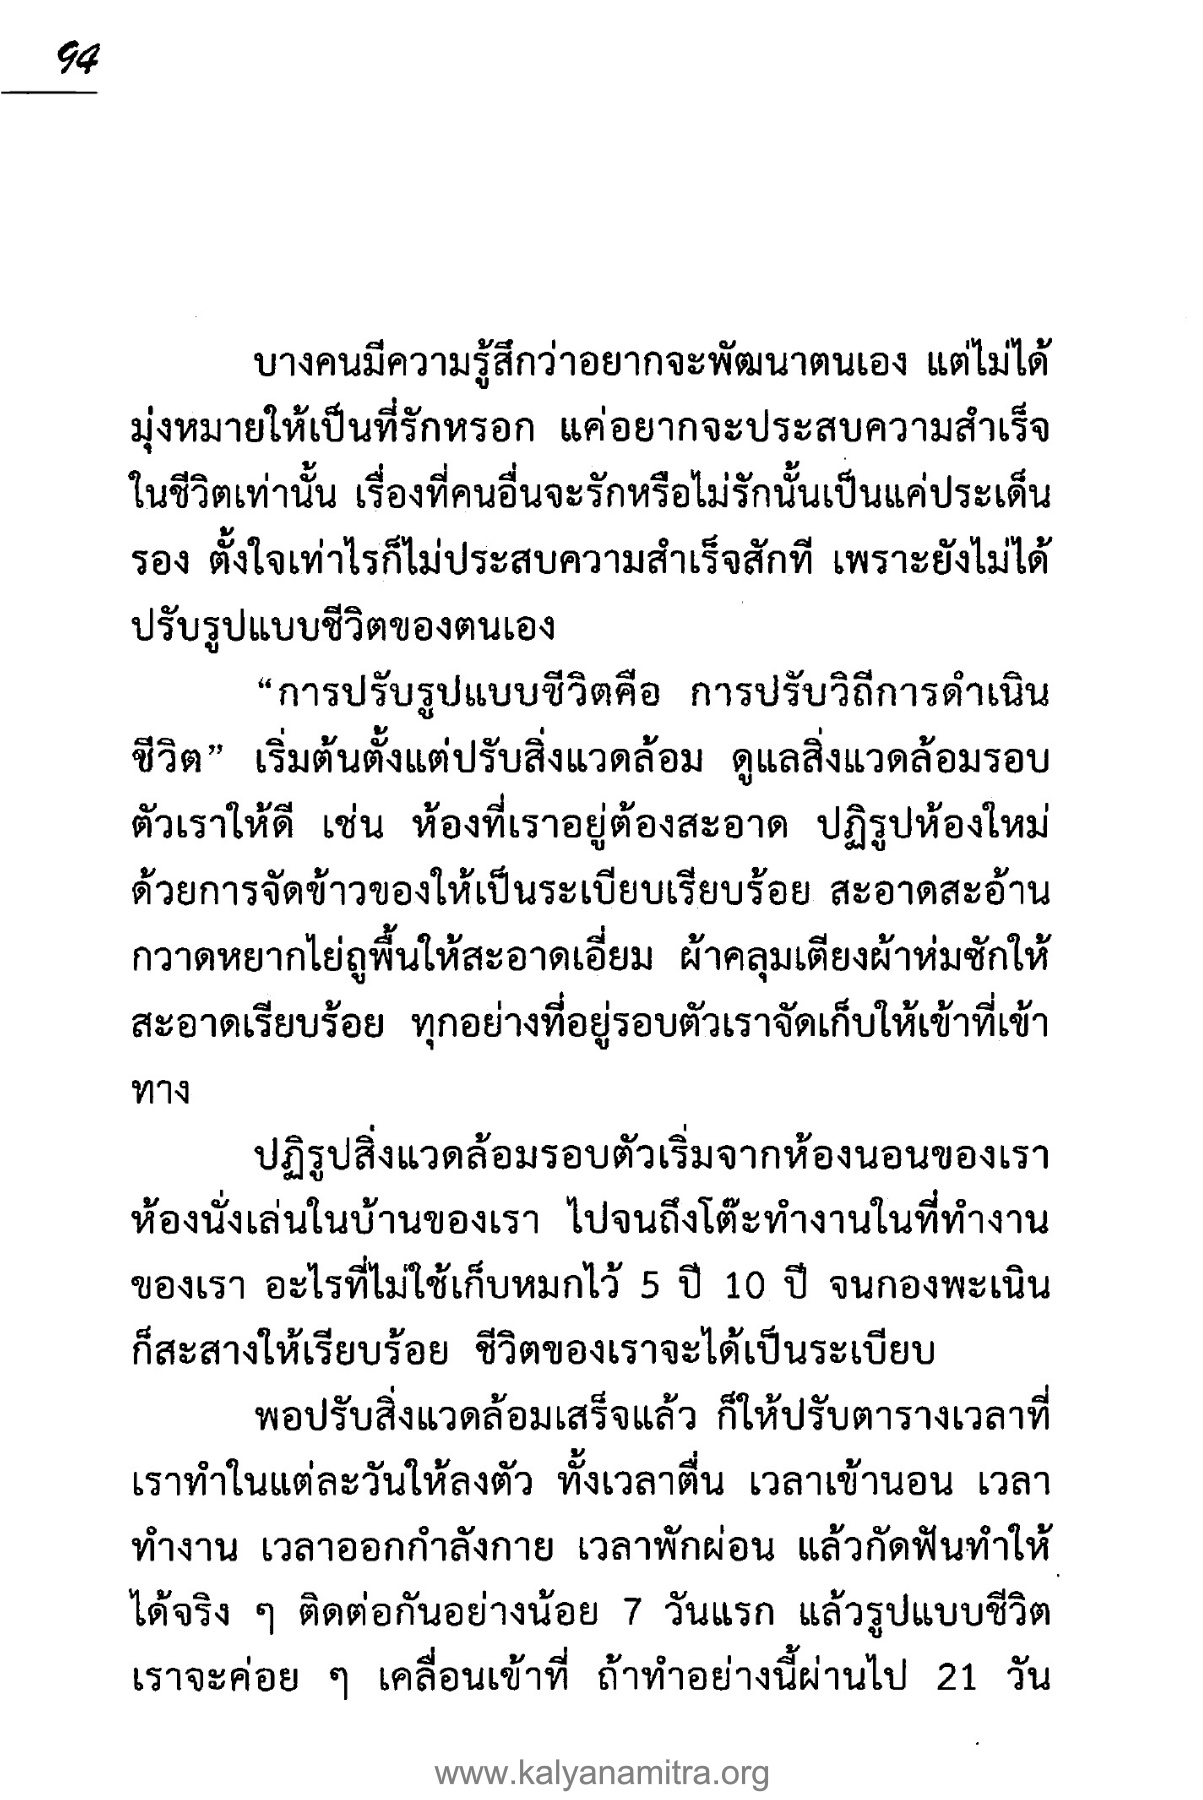 94
บางคนมีความรู้สึกว่าอยากจะพัฒนาตนเอง แต่ไม่ได้
มุ่งหมายให้เป็นที่รักหรอก แค่อยากจะประสบความสำเร็จ
ในชีวิตเท่านั้น เรื่องที่คนอื่นจะรักหรือไม่รักนั้นเป็นแค่ประเด็น
รอง ตั้งใจเท่าไรก็ไม่ประสบความสำเร็จสักที เพราะยังไม่ได้
ปรับรูปแบบชีวิตของตนเอง
“การปรับรูปแบบชีวิตคือ การปรับวิถีการดำเนิน
ชีวิต” เริ่มต้นตั้งแต่ปรับสิ่งแวดล้อม ดูแลสิ่งแวดล้อมรอบ
ตัวเราให้ดี เช่น ห้องที่เราอยู่ต้องสะอาด ปฏิรูปห้องใหม่
ด้วยการจัดข้าวของให้เป็นระเบียบเรียบร้อย สะอาดสะอ้าน
กวาดหยากไย่ถูพื้นให้สะอาดเอี่ยม ผ้าคลุมเตียงผ้าห่มซักให้
สะอาดเรียบร้อย ทุกอย่างที่อยู่รอบตัวเราจัดเก็บให้เข้าที่เข้า
ทาง
ปฏิรูปสิ่งแวดล้อมรอบตัวเริ่มจากห้องนอนของเรา
ห้องนั่งเล่นในบ้านของเรา ไปจนถึงโต๊ะทำงานในที่ทำงาน
ของเรา อะไรที่ไม่ใช้เก็บหมกไว้ 5 ปี 10 ปี จนกองพะเนิน
ก็สะสางให้เรียบร้อย ชีวิตของเราจะได้เป็นระเบียบ
พอปรับสิ่งแวดล้อมเสร็จแล้ว ก็ให้ปรับตารางเวลาที่
เราทำในแต่ละวันให้ลงตัว ทั้งเวลาตื่น เวลาเข้านอน เวลา
ทำงาน เวลาออกกำลังกาย เวลาพักผ่อน แล้วกัดฟันทำให้
ได้จริง ๆ ติดต่อกันอย่างน้อย 7 วันแรก แล้วรูปแบบชีวิต
เราจะค่อย ๆ เคลื่อนเข้าที่ ถ้าทำอย่างนี้ผ่านไป 21 วัน
www.kalyanamitra.org